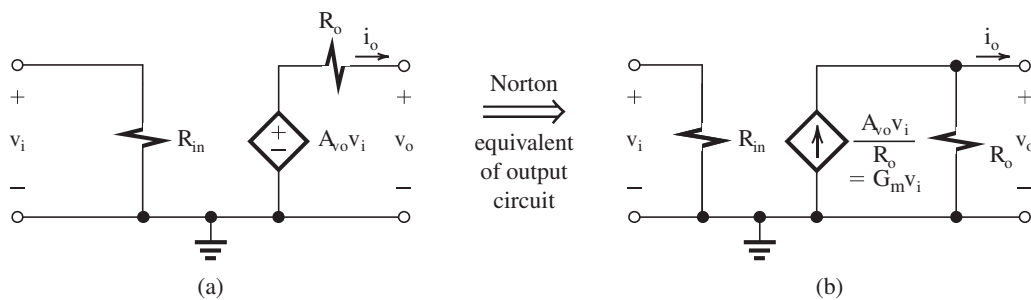 R_o
i_o
+
v_i
−
R_in
+
−
A_vo v_i
+
v_o
−
(a)
Norton
equivalent
of output
circuit
i_o
+
v_i
−
R_in
A_vo v_i
R_o
= G_m v_i
R_o
+
v_o
−
(b)